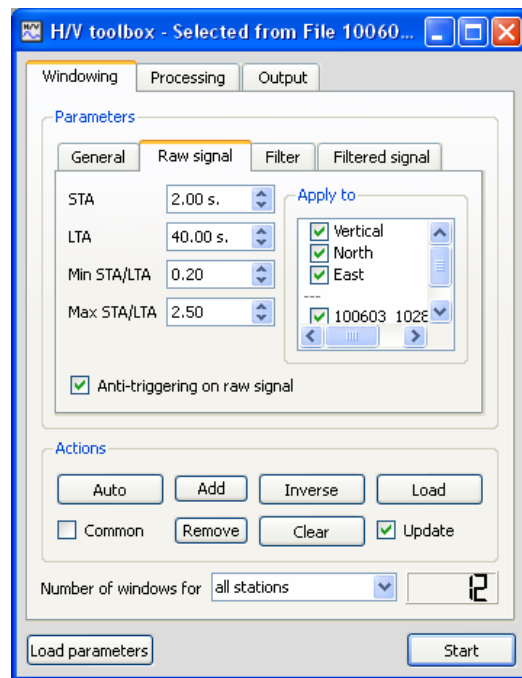 H/V toolbox - Selected from File 10060...
Windowing Processing Output
Parameters
General Raw signal Filter Filtered signal
STA 2.00 s.
LTA 40.00 s.
Min STA/LTA 0.20
Max STA/LTA 2.50
Apply to
Vertical
North
East
---
100603_1028
Anti-triggering on raw signal
Actions
Auto Add Inverse Load
Common Remove Clear Update
Number of windows for all stations 12
Load parameters Start